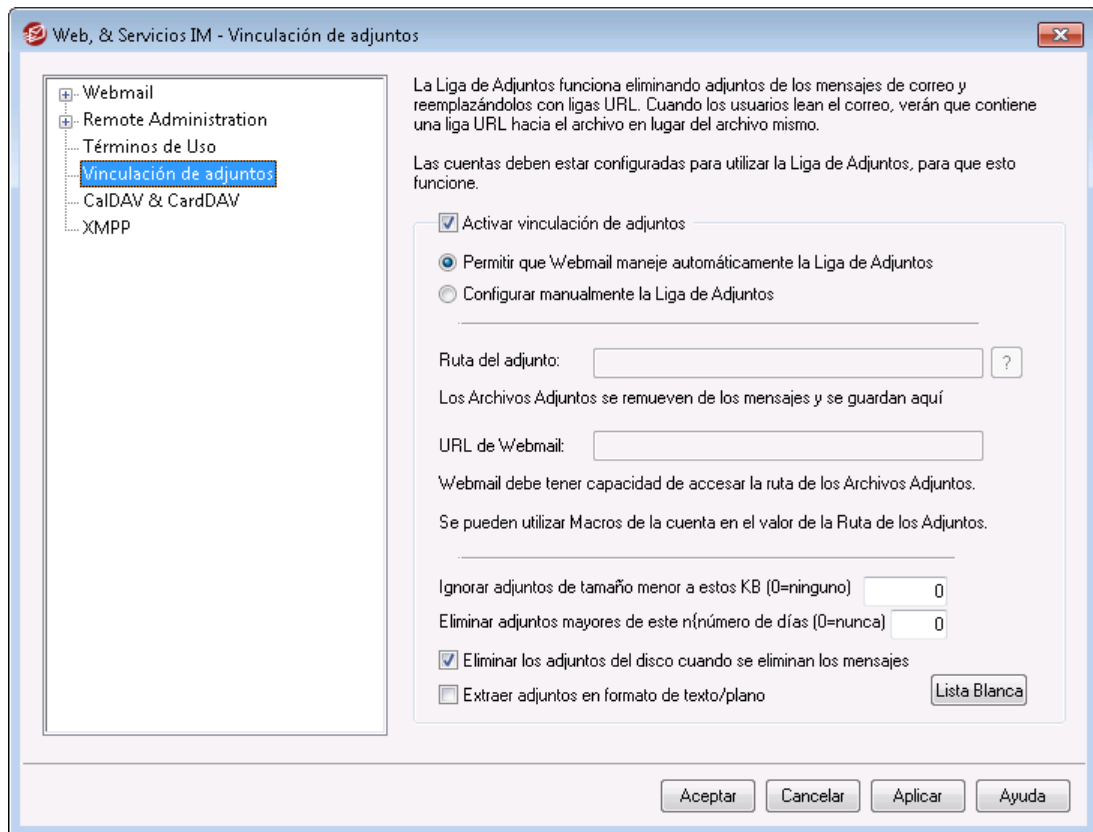 Web, & Servicios IM - Vinculación de adjuntos
Webmail
Remote Administration
Términos de Uso
Vinculación de adjuntos
CalDAV & CardDAV
XMPP
La Liga de Adjuntos funciona eliminando adjuntos de los mensajes de correo y
reemplazándolos con ligas URL. Cuando los usuarios lean el correo, verán que contiene
una liga URL hacia el archivo en lugar del archivo mismo.
Las cuentas deben estar configuradas para utilizar la Liga de Adjuntos, para que esto
funcione.
Activar vinculación de adjuntos
Permitir que Webmail maneje automáticamente la Liga de Adjuntos
Configurar manualmente la Liga de Adjuntos
Ruta del adjunto:
?
Los Archivos Adjuntos se remueven de los mensajes y se guardan aquí
URL de Webmail:
Webmail debe tener capacidad de accesar la ruta de los Archivos Adjuntos.
Se pueden utilizar Macros de la cuenta en el valor de la Ruta de los Adjuntos.
Ignorar adjuntos de tamaño menor a estos KB (0=ninguno) 0
Eliminar adjuntos mayores de este n{número de días (0=nunca) 0
Eliminar los adjuntos del disco cuando se eliminan los mensajes
Extraer adjuntos en formato de texto/plano
Lista Blanca
Aceptar Cancelar Aplicar Ayuda